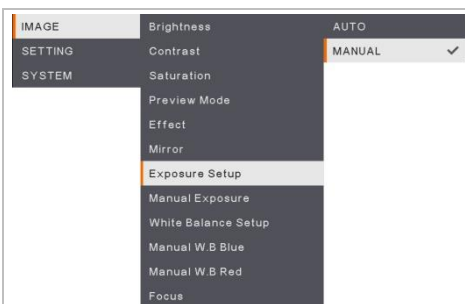 IMAGE
SETTING
SYSTEM
Brightness
Contrast
Saturation
Preview Mode
Effect
Mirror
Exposure Setup
Manual Exposure
White Balance Setup
Manual W.B Blue
Manual W.B Red
Focus
AUTO
MANUAL ✓